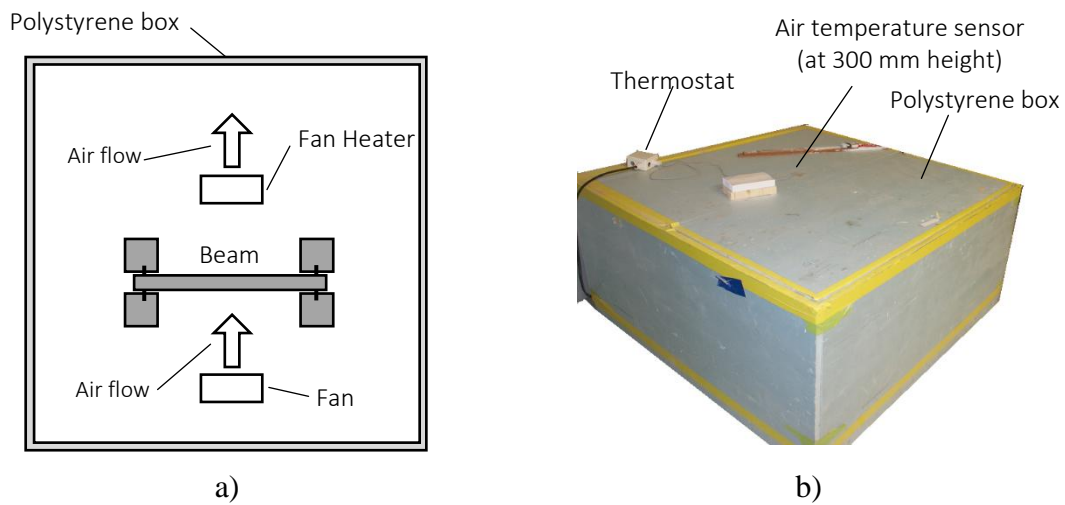 Polystyrene box
Air flow
Fan Heater
Beam
Air flow
Fan
a)
Air temperature sensor
(at 300 mm height)
Thermostat
Polystyrene box
b)